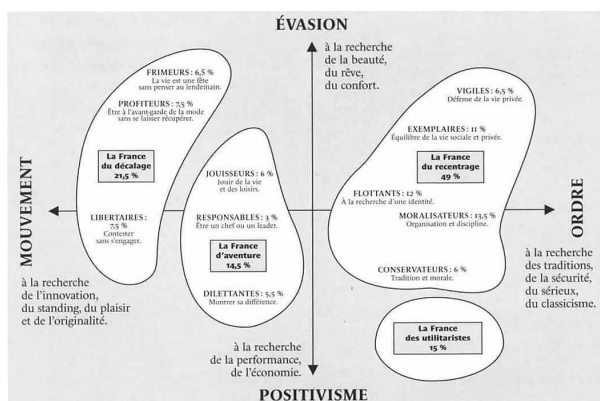 ÉVASION
à la recherche
de la beauté,
du rêve,
du confort.
FRIMEURS : 6,5 %
La vie est une fête
sans penser au lendemain.
PROFITEURS : 7,5 %
Être à l'avant-garde de la mode
sans se laisser récupérer.
La France
du décalage
21,5 %
LIBERTAIRES :
7,5 %
Contester
sans s'engager.
JOUISSEURS : 6 %
Jouir de la vie
et des loisirs.
RESPONSABLES : 3 %
Être un chef ou un leader.
La France
d'aventure
14,5 %
DILETTANTES : 5,5 %
Montrer sa différence.
VIGILES : 6,5 %
Défense de la vie privée.
EXEMPLAIRES : 11 %
Équilibre de la vie social et privée.
La France
du recentrage
49 %
FLOTTANTS : 12 %
À la recherche d'une identité.
MORALISATEURS : 13,5 %
Organisation et discipline.
CONSERVATEURS : 6 %
Tradition et morale.
La France
des utilitaristes
15 %
MOUVEMENT
à la recherche
de l'innovation,
du standing, du plaisir
et de l'originalité.
ORDRE
à la recherche
des traditions,
de la sécurité,
du sérieux,
du classicisme.
à la recherche
de la performance,
de l'économie.
POSITIVISME